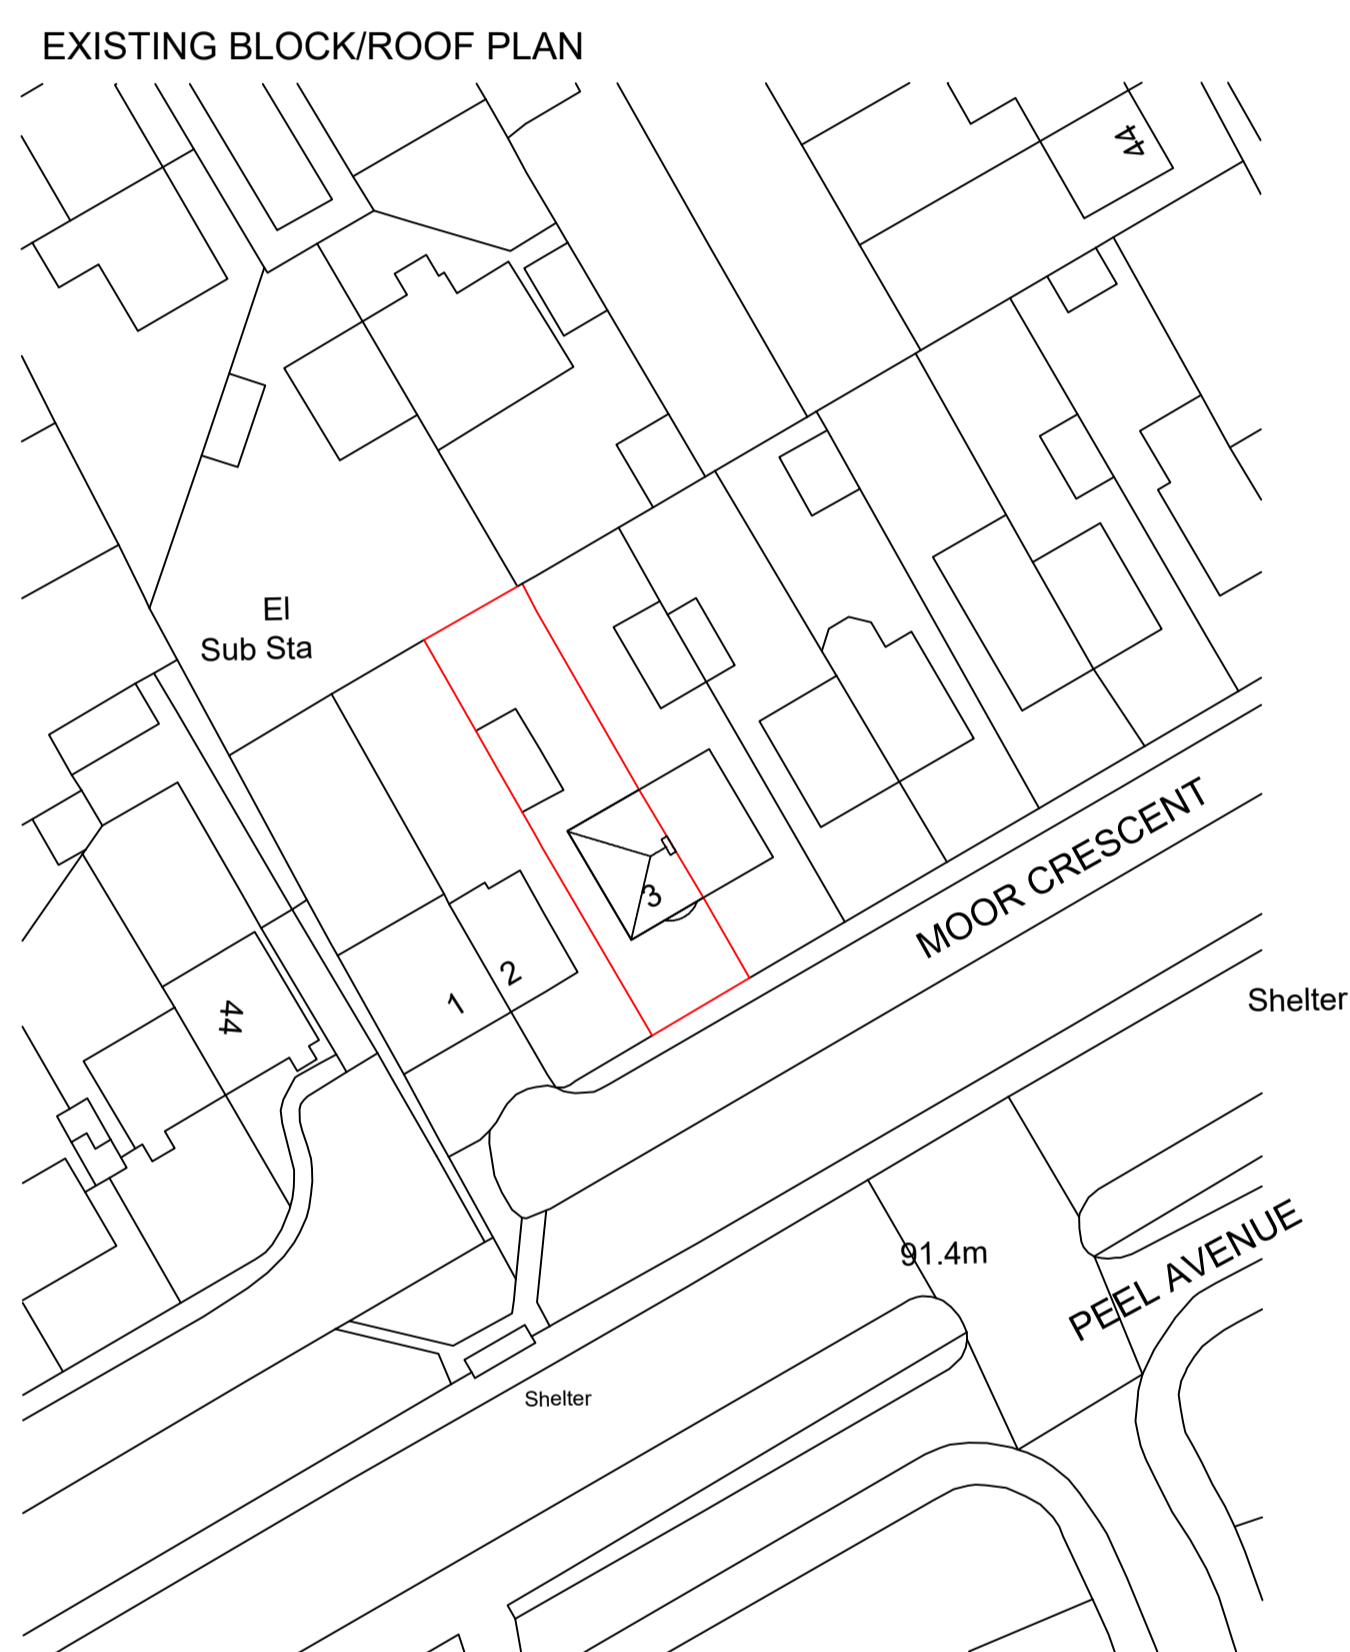 EXISTING BLOCK/ROOF PLAN
44
El
Sub Sta
MOOR CRESCENT
3
2
1
44
Shelter
91.4m
PEEL AVENUE
Shelter